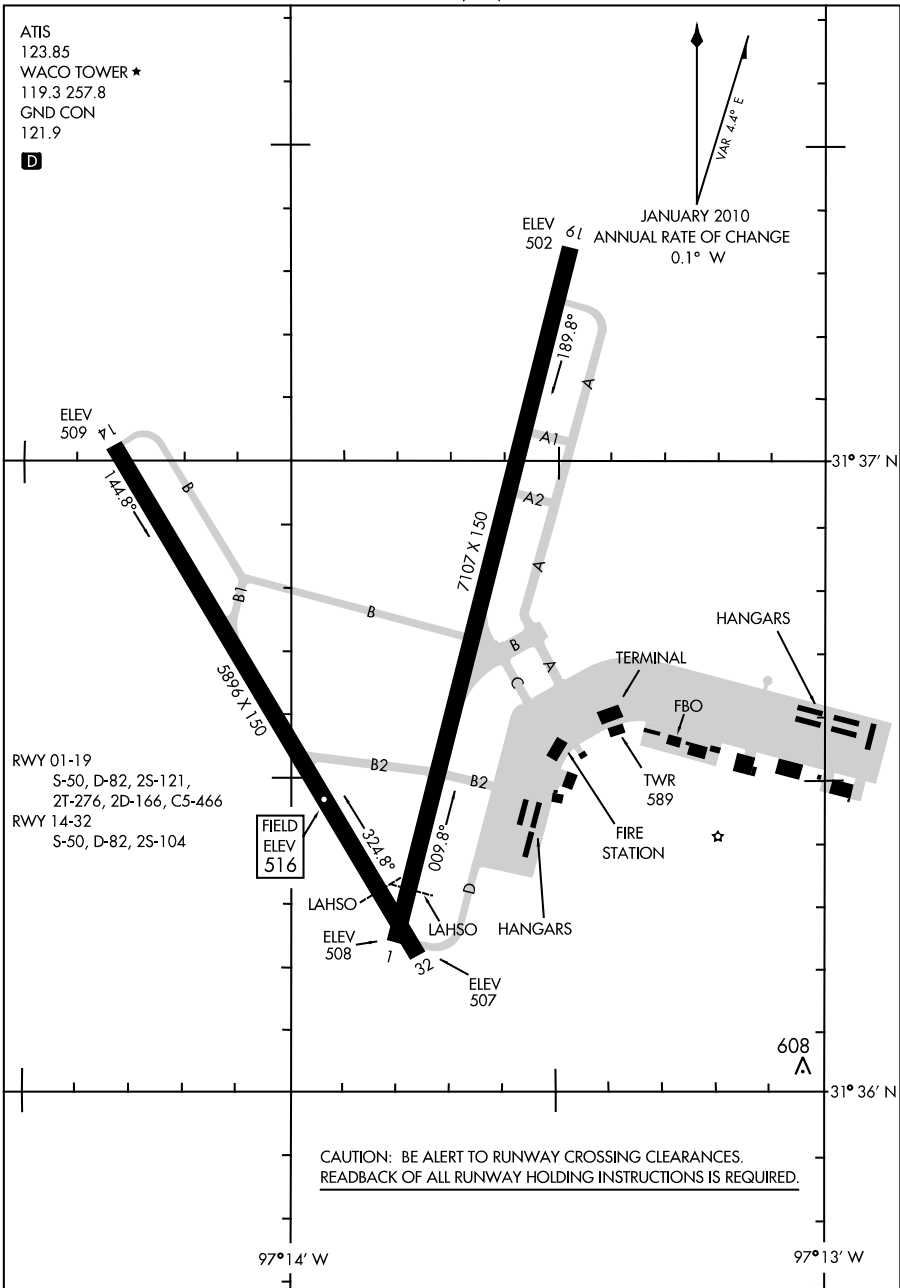 ATIS
123.85
WACO TOWER ★
119.3 257.8
GND CON
121.9
D
VAR 4.4° E
JANUARY 2010
ANNUAL RATE OF CHANGE
0.1° W
ELEV
502
19
189.8°
A
A1
A2
A
7107 X 150
ELEV
509
14
144.8°
B
B1
B
B
A
C
5896 X 150
31° 37' N
HANGARS
TERMINAL
FBO
TWR
589
FIRE
STATION
RWY 01-19
S-50, D-82, 2S-121,
2T-276, 2D-166, C5-466
RWY 14-32
S-50, D-82, 2S-104
B2
B2
FIELD
ELEV
516
324.8°
009.8°
D
LAHSO
LAHSO
HANGARS
ELEV
508
1
32
ELEV
507
608
31° 36' N
CAUTION: BE ALERT TO RUNWAY CROSSING CLEARANCES.
READBACK OF ALL RUNWAY HOLDING INSTRUCTIONS IS REQUIRED.
97° 14' W
97° 13' W